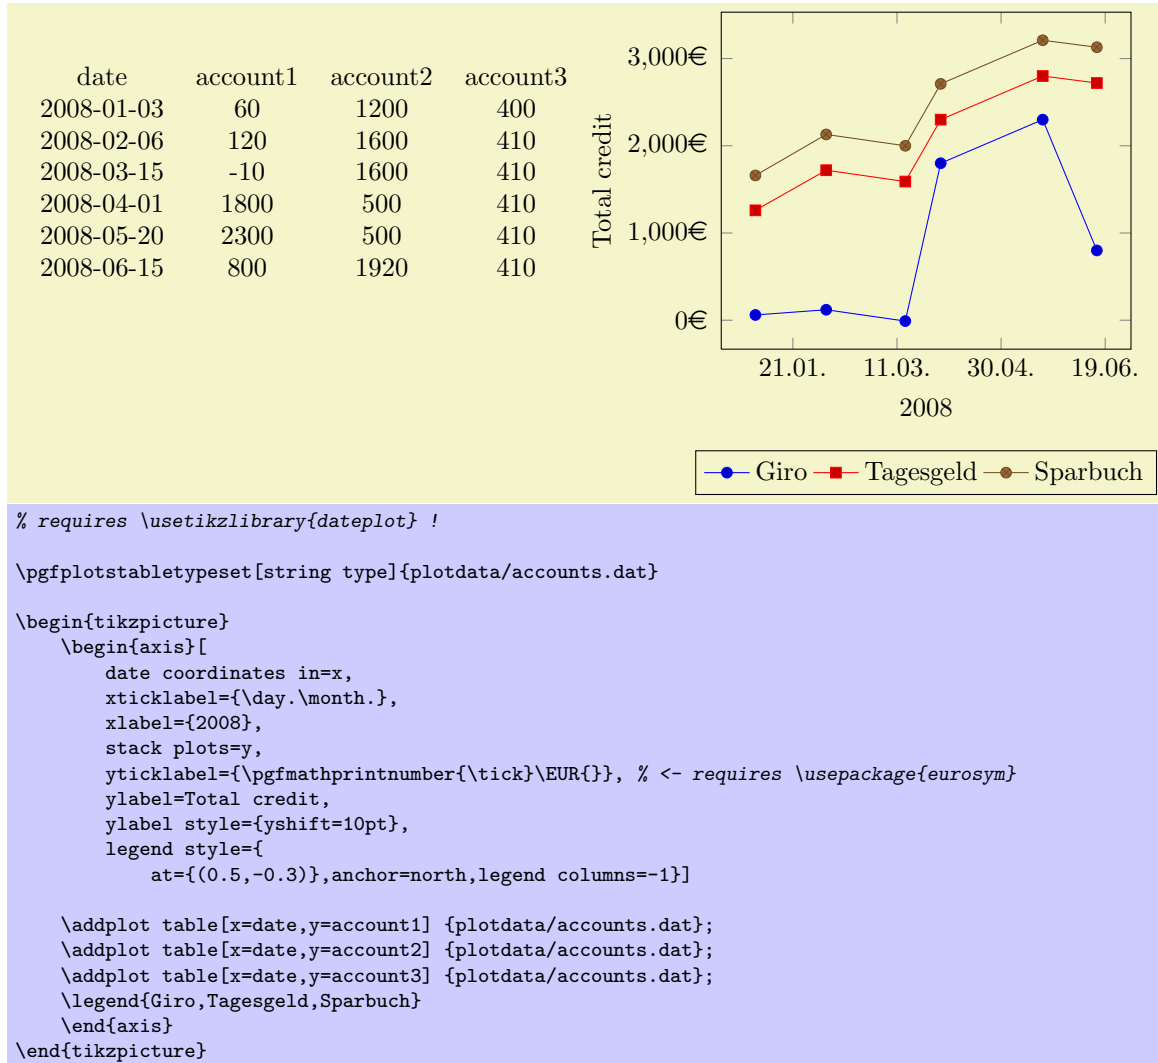 date account1 account2 account3
2008-01-03 60 1200 400
2008-02-06 120 1600 410
2008-03-15 -10 1600 410
2008-04-01 1800 500 410
2008-05-20 2300 500 410
2008-06-15 800 1920 410
Total credit
3,000€
2,000€
1,000€
0€
21.01. 11.03. 30.04. 19.06.
2008
Giro Tagesgeld Sparbuch
% requires \usetikzlibrary{dateplot} !
\pgfplotstabletypeset[string type]{plotdata/accounts.dat}
\begin{tikzpicture}
\begin{axis}[
date coordinates in=x,
xticklabel={\day.\month.},
xlabel={2008},
stack plots=y,
yticklabel={\pgfmathprintnumber{\tick}\EUR{}}, % <- requires \usepackage{eurosym}
ylabel=Total credit,
ylabel style={yshift=10pt},
legend style={
at={(0.5,-0.3)},anchor=north,legend columns=-1}]
\addplot table[x=date,y=account1] {plotdata/accounts.dat};
\addplot table[x=date,y=account2] {plotdata/accounts.dat};
\addplot table[x=date,y=account3] {plotdata/accounts.dat};
\legend{Giro,Tagesgeld,Sparbuch}
\end{axis}
\end{tikzpicture}